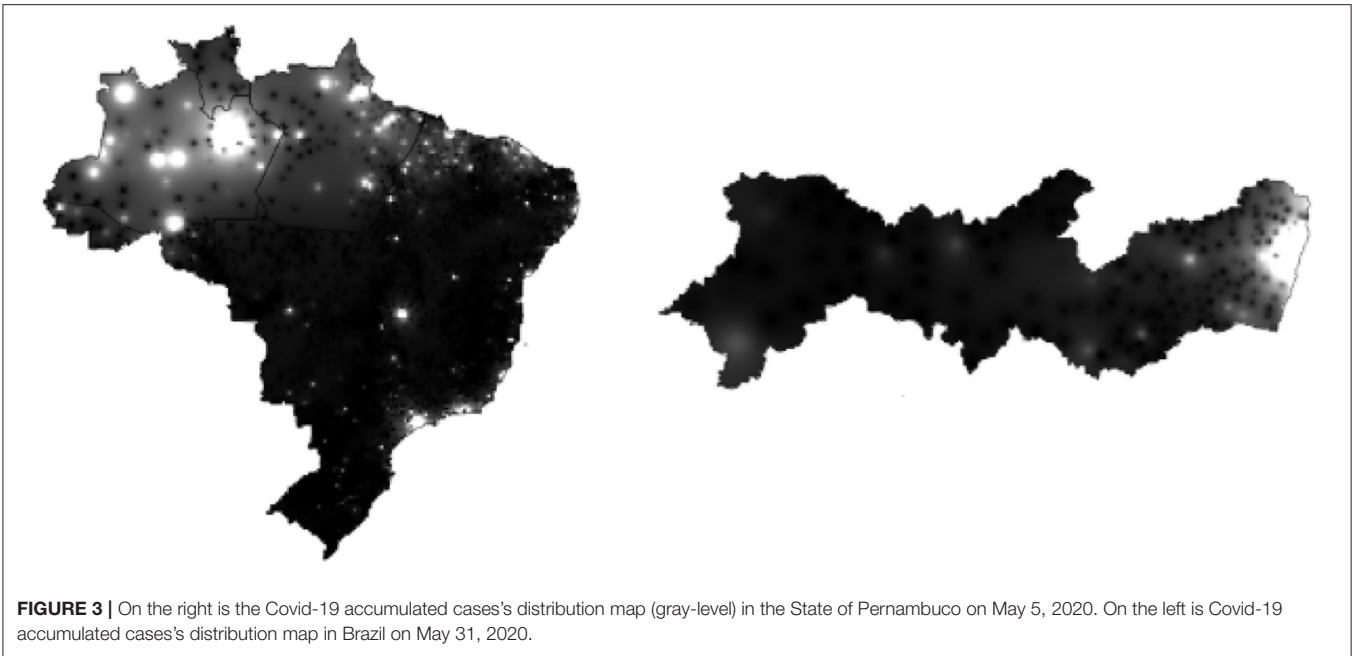 FIGURE 3 | On the right is the Covid-19 accumulated cases's distribution map (gray-level) in the State of Pernambuco on May 5, 2020. On the left is Covid-19
accumulated cases's distribution map in Brazil on May 31, 2020.